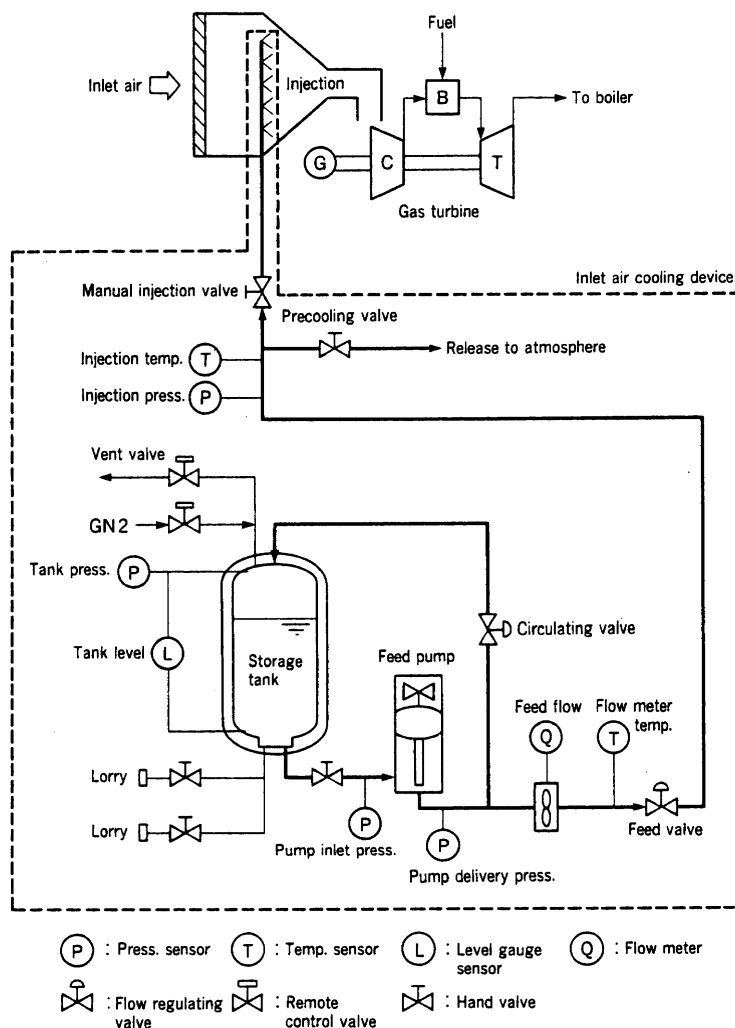 Fuel
Inlet air
Injection
B
To boiler
G
C
T
Gas turbine
Inlet air cooling device
Manual injection valve
Precooling valve
Release to atmosphere
Injection temp.
T
Injection press.
P
Vent valve
GN2
Tank press.
P
Circulating valve
Tank level
L
Storage
tank
Feed pump
Feed flow
Flow meter
temp.
Q
T
Lorry
Lorry
P
Pump inlet press.
P
Pump delivery press.
Feed valve
P : Press. sensor
T : Temp. sensor
L : Level gauge
sensor
Q : Flow meter
: Flow regulating
valve
: Remote
control valve
: Hand valve